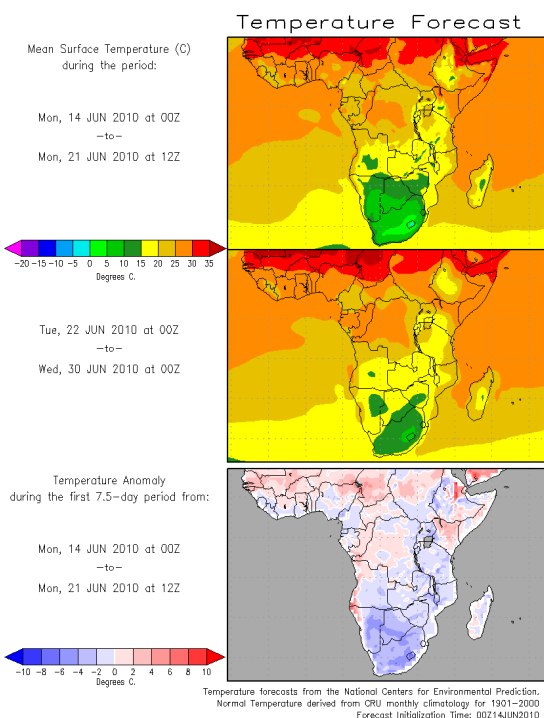 Temperature Forecast
Mean Surface Temperature (C)
during the period:
Mon, 14 JUN 2010 at 00Z
-to-
Mon, 21 JUN 2010 at 12Z
-20 -15 -10 -5 0 5 10 15 20 25 30 35
Degrees C.
Tue, 22 JUN 2010 at 00Z
-to-
Wed, 30 JUN 2010 at 00Z
Temperature Anomaly
during the first 7.5-day period from:
Mon, 14 JUN 2010 at 00Z
-to-
Mon, 21 JUN 2010 at 12Z
-10 -8 -6 -4 -2 0 2 4 6 8 10
Degrees C.
Temperature forecasts from the National Centers for Environmental Prediction.
Normal Temperature derived from CRU monthly climatology for 1901-2000
Forecast Initialization Time: 00Z14JUN2010